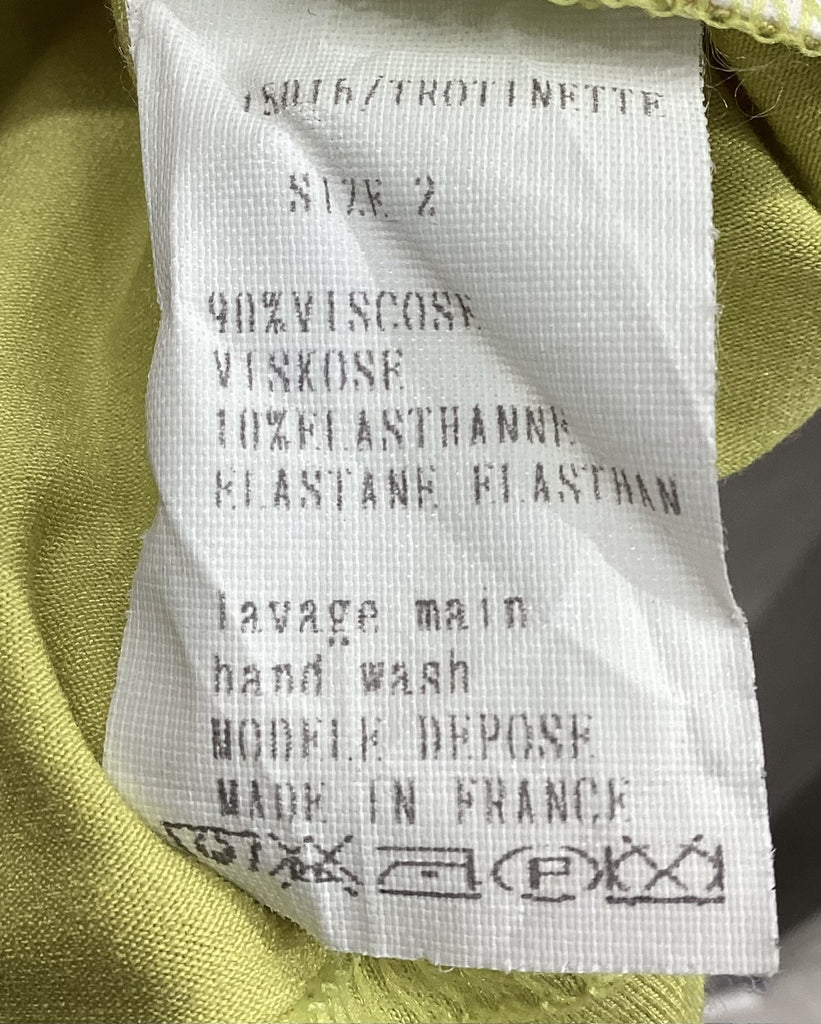 15016/TROTINETTE
SIZE 2
90%VISCOSE
VISKOSE
10%ELASTHANNE
ELASTANE ELASTHAN
lavage main
hand wash
MODELE DEPOSE
MADE IN FRANCE
P